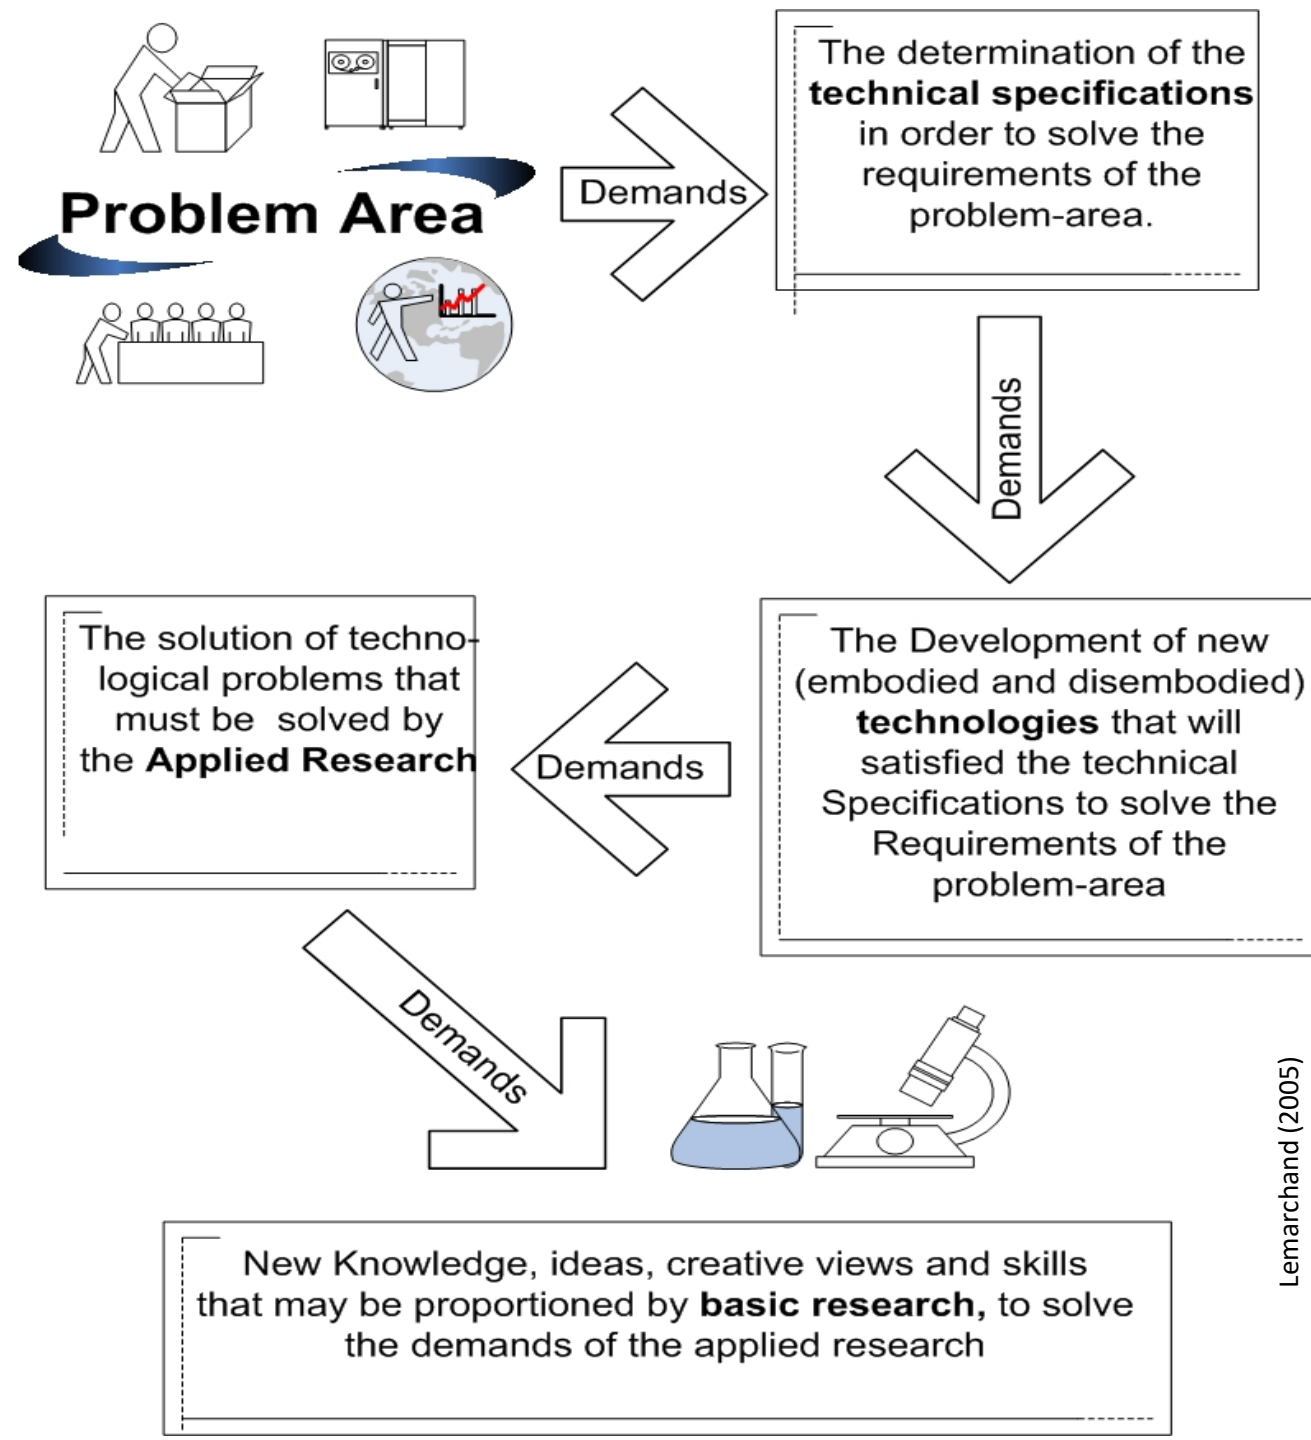 Problem Area
Demands
The determination of the
technical specifications
in order to solve the
requirements of the
problem-area.
Demands
The Development of new
(embodied and disembodied)
technologies that will
satisfied the technical
Specifications to solve the
Requirements of the
problem-area
Demands
The solution of techno-
logical problems that
must be solved by
the Applied Research
Demands
New Knowledge, ideas, creative views and skills
that may be proportioned by basic research, to solve
the demands of the applied research
Lemarchand (2005)